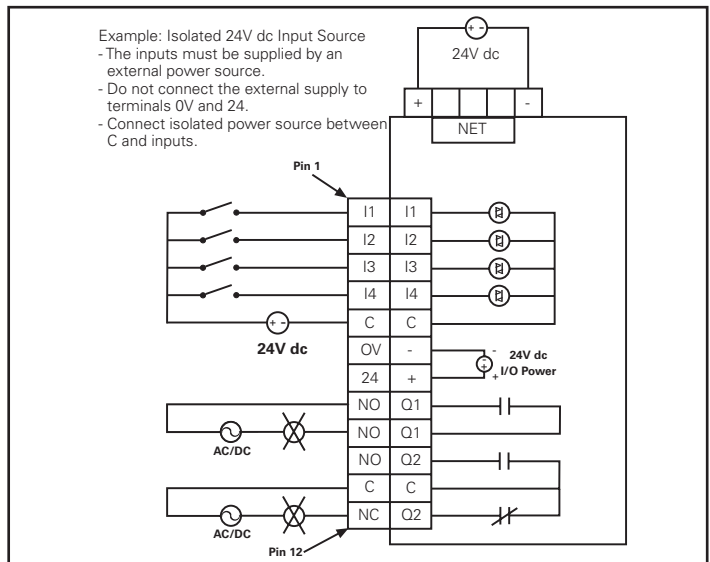 Example: Isolated 24V dc Input Source
- The inputs must be supplied by an
external power source.
- Do not connect the external supply to
terminals 0V and 24.
- Connect isolated power source between
C and inputs.
+ -
24V dc
+ -
NET
Pin 1
I1 I1
I2 I2
I3 I3
I4 I4
C C
+ -
24V dc
OV -
24 +
-
- +
+
24V dc
I/O Power
NO Q1
NO Q1
AC/DC
NO Q2
C C
NC Q2
AC/DC
Pin 12